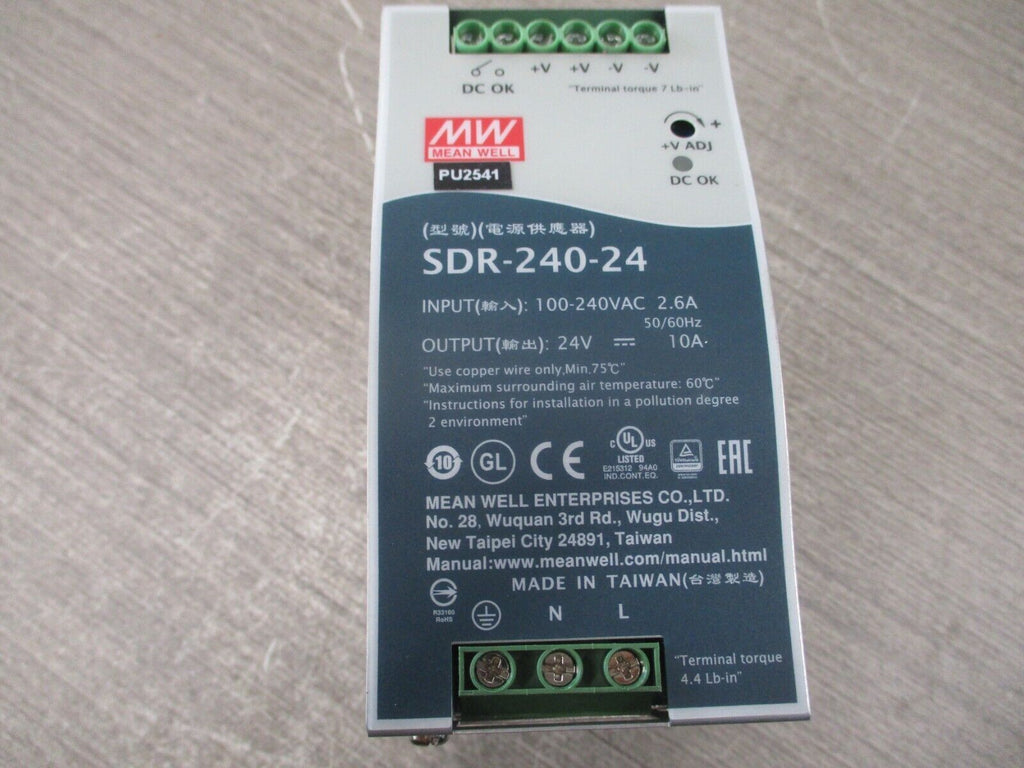 +V +V -V -V
DC OK
"Terminal torque 7 Lb-in"
MW
MEAN WELL
+
+V ADJ
DC OK
PU2541
(型號)(電源供應器)
SDR-240-24
INPUT(輸入): 100-240VAC 2.6A
50/60Hz
OUTPUT(輸出): 24V 10A
"Use copper wire only,Min.75℃"
"Maximum surrounding air temperature: 60℃"
"Instructions for installation in a pollution degree
2 environment"
10
GL
CE
c UL us
LISTED
E215312 94A0
IND.CONT.EQ.
EAC
MEAN WELL ENTERPRISES CO.,LTD.
No. 28, Wuquan 3rd Rd., Wugu Dist.,
New Taipei City 24891, Taiwan
Manual:www.meanwell.com/manual.html
MADE IN TAIWAN(台灣製造)
R33100
RoHS
N L
"Terminal torque
4.4 Lb-in"